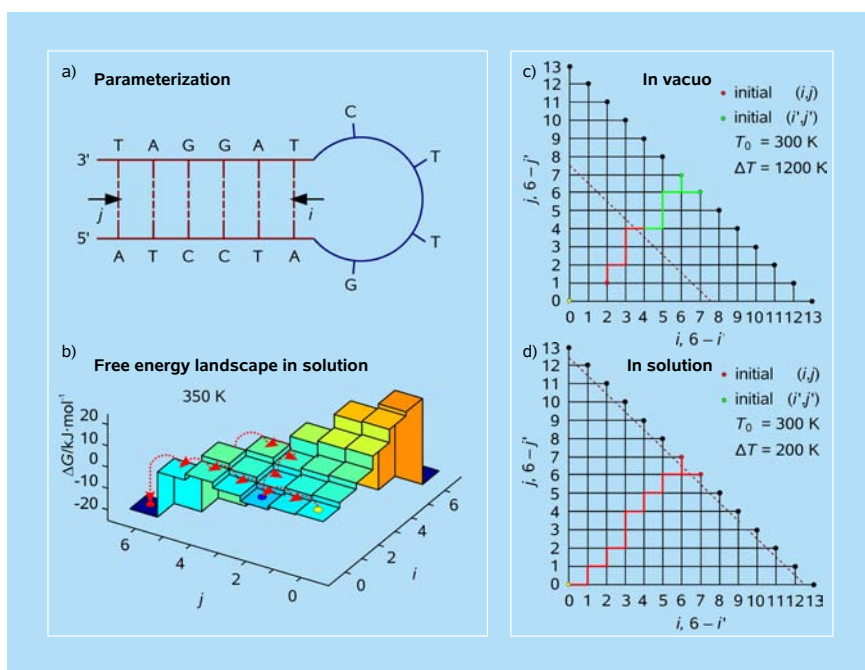 a) Parameterization
C
T A G G A T
T
3'
j
i
5'
T
A T C C T A
G
b) Free energy landscape in solution
350 K
ΔG/kJ·mol⁻¹
20
10
0
-10
-20
6
4
2
0
j
0
2
4
6
i
c) In vacuo
13
12
11
10
9
8
7
6
5
4
3
2
1
0
j, 6 – j'
initial (i,j)
initial (i',j')
T₀ = 300 K
ΔT = 1200 K
0 1 2 3 4 5 6 7 8 9 10 11 12 13
i, 6 – i'
d) In solution
13
12
11
10
9
8
7
6
5
4
3
2
1
0
j, 6 – j'
initial (i,j)
initial (i',j')
T₀ = 300 K
ΔT = 200 K
0 1 2 3 4 5 6 7 8 9 10 11 12 13
i, 6 – i'